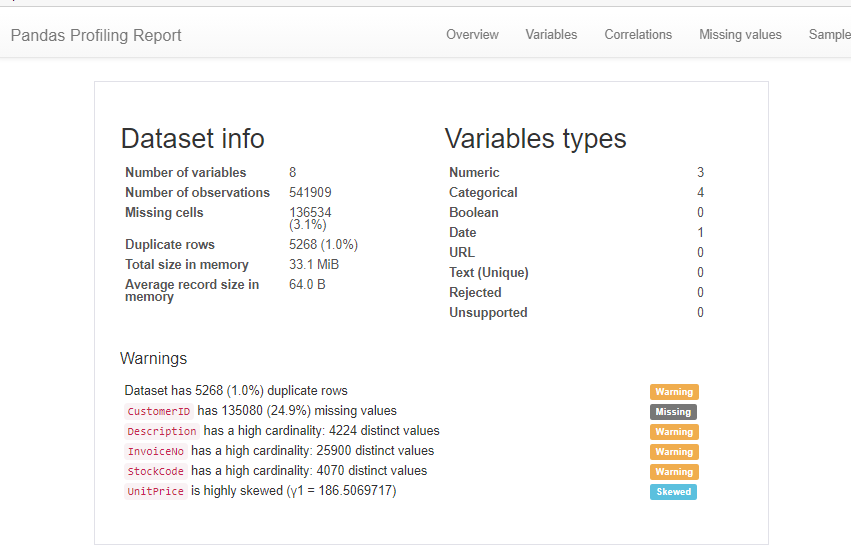 Pandas Profiling Report Overview Variables Correlations Missing values Sample
Dataset info
Number of variables 8
Number of observations 541909
Missing cells 136534
(3.1%)
Duplicate rows 5268 (1.0%)
Total size in memory 33.1 MiB
Average record size in 64.0 B
memory
Variables types
Numeric 3
Categorical 4
Boolean 0
Date 1
URL 0
Text (Unique) 0
Rejected 0
Unsupported 0
Warnings
Dataset has 5268 (1.0%) duplicate rows Warning
CustomerID has 135080 (24.9%) missing values Missing
Description has a high cardinality: 4224 distinct values Warning
InvoiceNo has a high cardinality: 25900 distinct values Warning
StockCode has a high cardinality: 4070 distinct values Warning
UnitPrice is highly skewed (γ1 = 186.5069717) Skewed